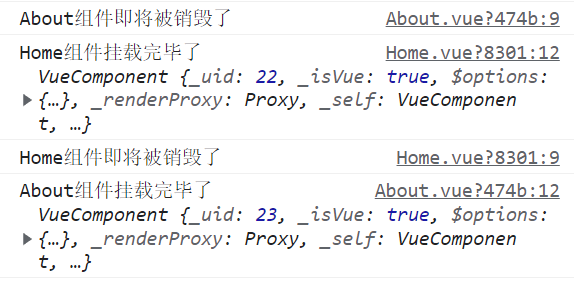 About组件即将被销毁了 About.vue?474b:9
Home组件挂载完毕了 Home.vue?8301:12
VueComponent {_uid: 22, _isVue: true, $options:
▶ {…}, _renderProxy: Proxy, _self: VueComponen
t, …}
Home组件即将被销毁了 Home.vue?8301:9
About组件挂载完毕了 About.vue?474b:12
VueComponent {_uid: 23, _isVue: true, $options:
▶ {…}, _renderProxy: Proxy, _self: VueComponen
t, …}